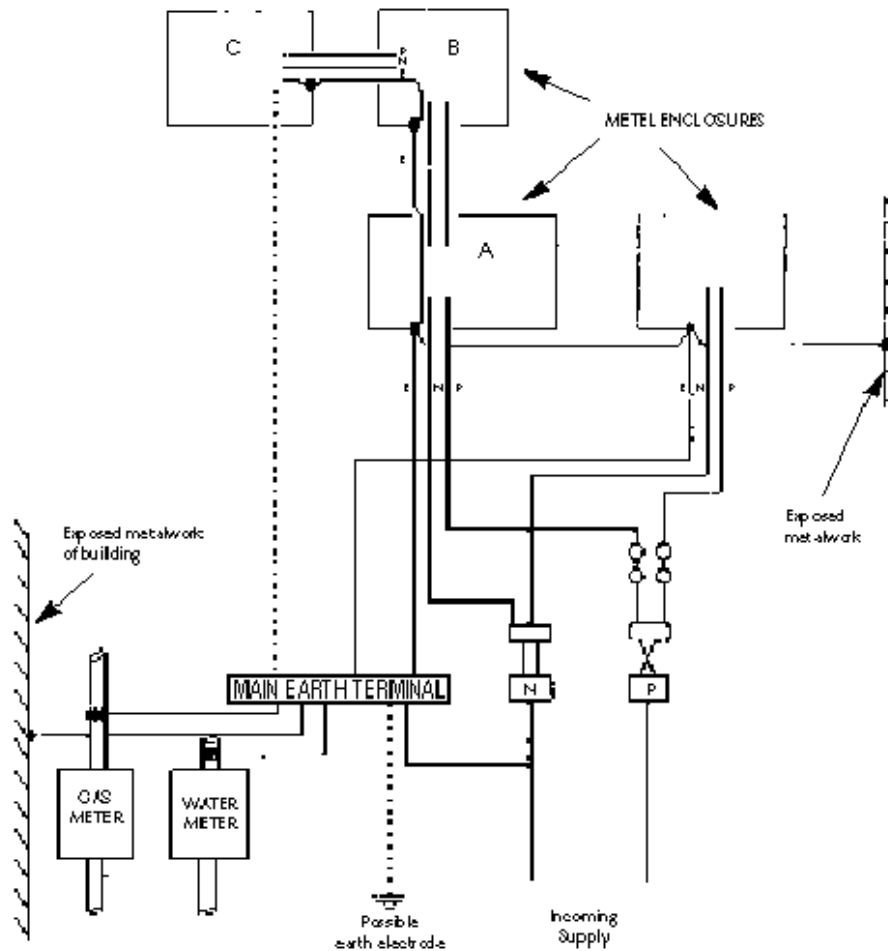 C
B
P
N
E
METEL ENCLOSURES
E
A
E
N
P
E
N
P
Exposed metalwork
of buiilding
Exposed
metalwork
MAIN EARTH TERMINAL
N
P
GAS
METER
WATER
METER
Possible
earth electrode
Incoming
Supply